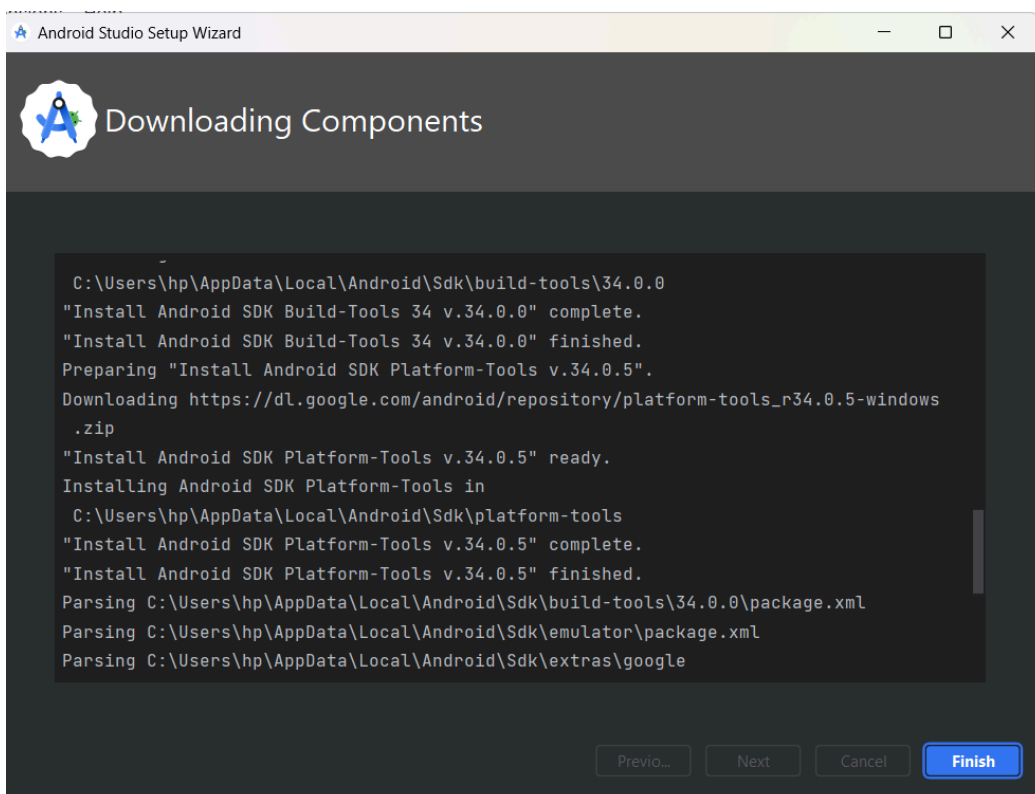 Android Studio Setup Wizard
Downloading Components
C:\Users\hp\AppData\Local\Android\Sdk\build-tools\34.0.0
"Install Android SDK Build-Tools 34 v.34.0.0" complete.
"Install Android SDK Build-Tools 34 v.34.0.0" finished.
Preparing "Install Android SDK Platform-Tools v.34.0.5".
Downloading https://dl.google.com/android/repository/platform-tools_r34.0.5-windows
.zip
"Install Android SDK Platform-Tools v.34.0.5" ready.
Installing Android SDK Platform-Tools in
C:\Users\hp\AppData\Local\Android\Sdk\platform-tools
"Install Android SDK Platform-Tools v.34.0.5" complete.
"Install Android SDK Platform-Tools v.34.0.5" finished.
Parsing C:\Users\hp\AppData\Local\Android\Sdk\build-tools\34.0.0\package.xml
Parsing C:\Users\hp\AppData\Local\Android\Sdk\emulator\package.xml
Parsing C:\Users\hp\AppData\Local\Android\Sdk\extras\google
Previo... Next Cancel Finish